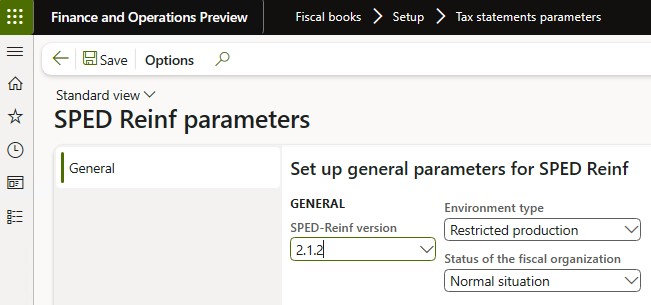 Finance and Operations Preview
Fiscal books > Setup > Tax statements parameters
Save Options
Standard view
SPED Reinf parameters
General
Set up general parameters for SPED Reinf
GENERAL
SPED-Reinf version
2.1.2
Environment type
Restricted production
Status of the fiscal organization
Normal situation